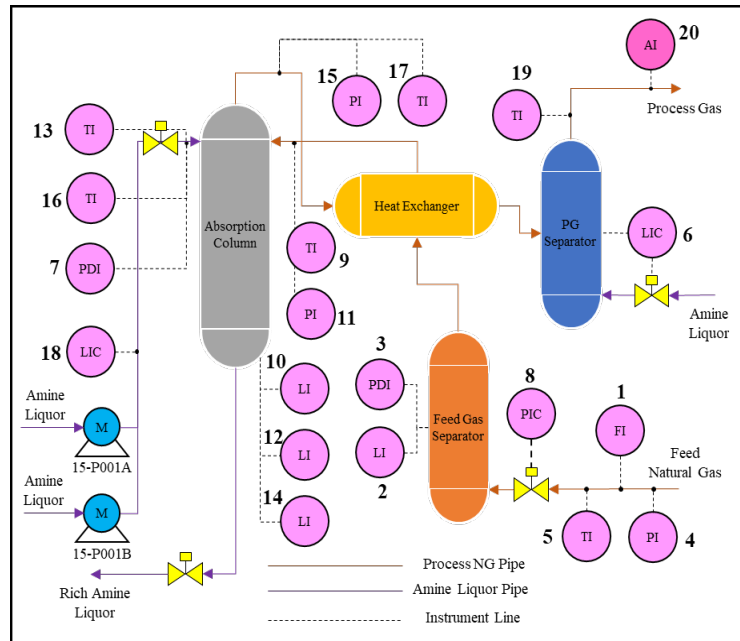 20
AI
15
17
19
PI
TI
TI
Process Gas
13
TI
16
TI
7
PDI
18
LIC
Absorption
Column
Heat Exchanger
PG
Separator
LIC
6
TI
9
PI
11
Amine
Liquor
10
LI
12
LI
14
LI
3
PDI
LI
2
Feed Gas
Separator
8
PIC
1
FI
Feed
Natural Gas
TI
5
PI
4
Amine
Liquor
M
15-P001A
Amine
Liquor
M
15-P001B
Rich Amine
Liquor
Process NG Pipe
Amine Liquor Pipe
Instrument Line